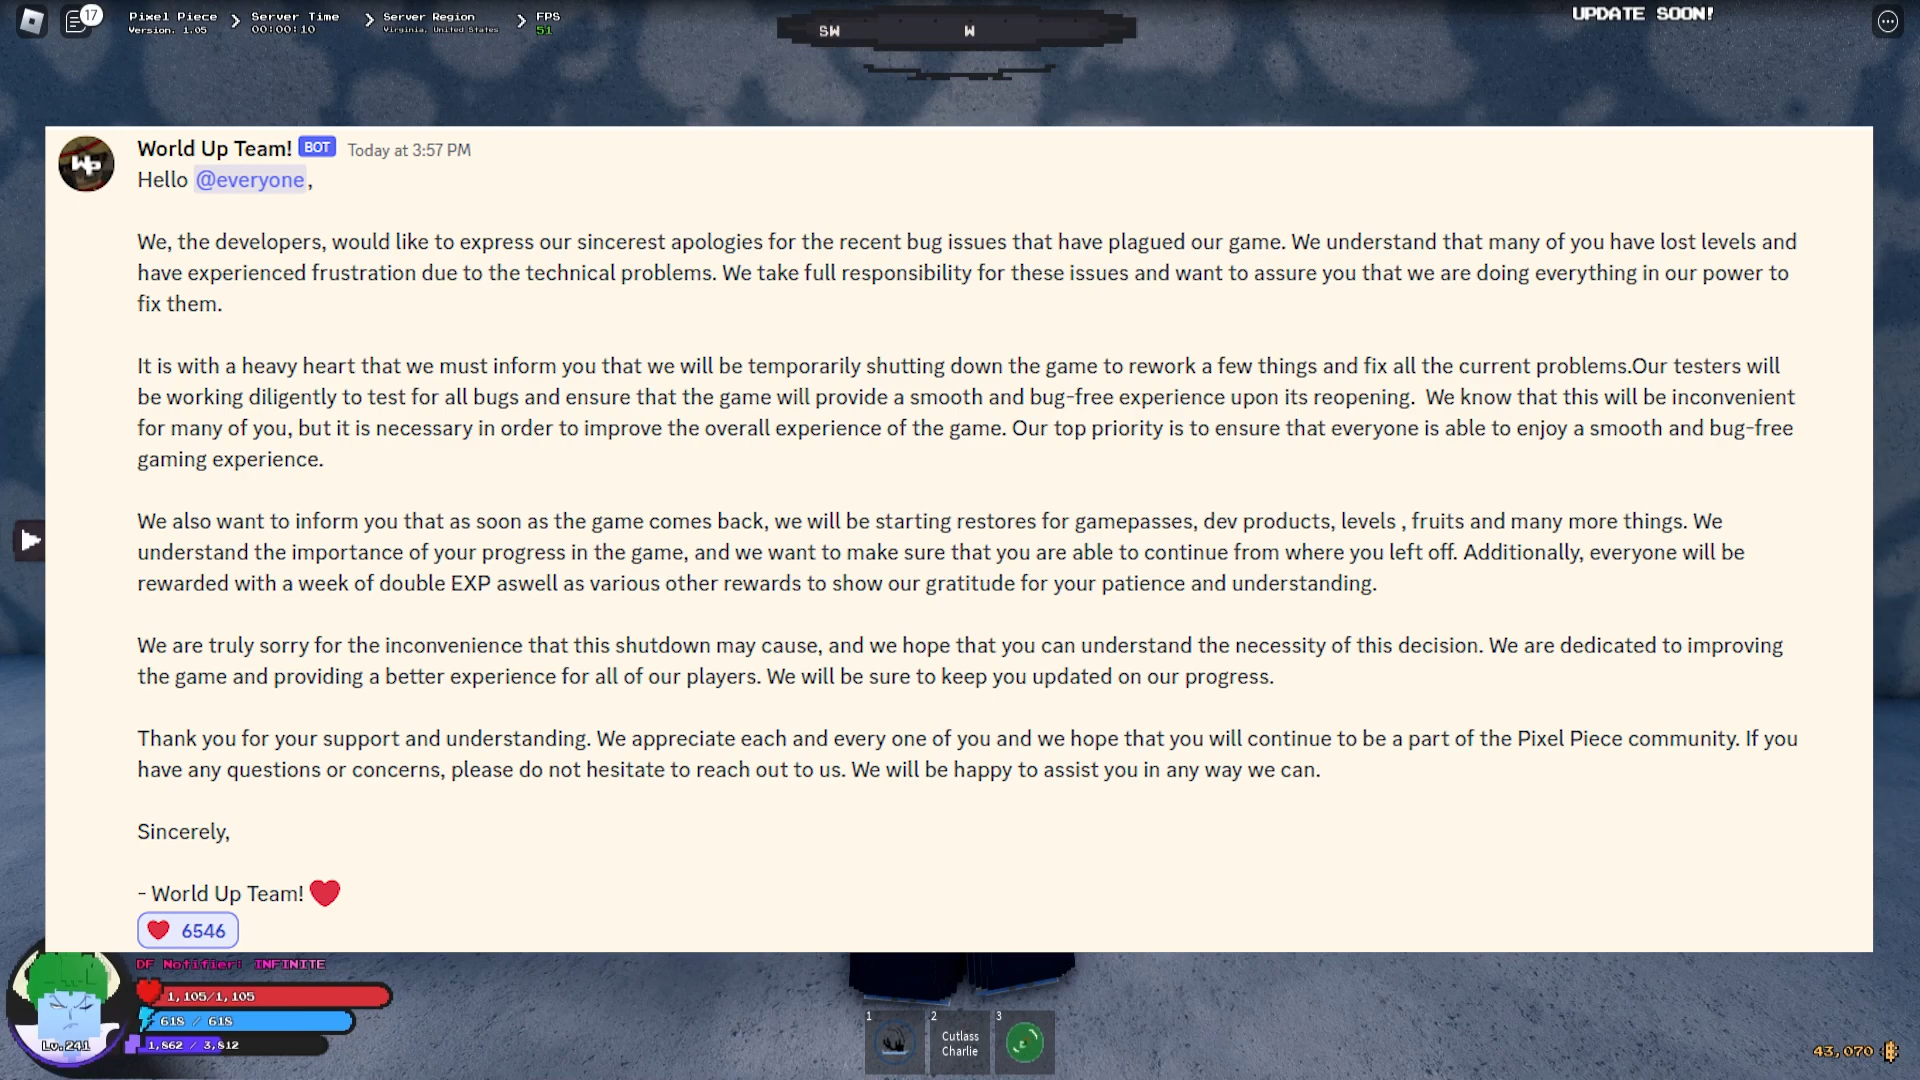 17
Pixel Piece
Version. 1.05
Server Time
00:00:10
Server Region
Virginia, United States
FPS
51
SW
W
UPDATE SOON!
Wp
World Up Team! BOT Today at 3:57 PM
Hello @everyone,
We, the developers, would like to express our sincerest apologies for the recent bug issues that have plagued our game. We understand that many of you have lost levels and
have experienced frustration due to the technical problems. We take full responsibility for these issues and want to assure you that we are doing everything in our power to
fix them.
It is with a heavy heart that we must inform you that we will be temporarily shutting down the game to rework a few things and fix all the current problems.Our testers will
be working diligently to test for all bugs and ensure that the game will provide a smooth and bug-free experience upon its reopening.  We know that this will be inconvenient
for many of you, but it is necessary in order to improve the overall experience of the game. Our top priority is to ensure that everyone is able to enjoy a smooth and bug-free
gaming experience.
We also want to inform you that as soon as the game comes back, we will be starting restores for gamepasses, dev products, levels , fruits and many more things. We
understand the importance of your progress in the game, and we want to make sure that you are able to continue from where you left off. Additionally, everyone will be
rewarded with a week of double EXP aswell as various other rewards to show our gratitude for your patience and understanding.
We are truly sorry for the inconvenience that this shutdown may cause, and we hope that you can understand the necessity of this decision. We are dedicated to improving
the game and providing a better experience for all of our players. We will be sure to keep you updated on our progress.
Thank you for your support and understanding. We appreciate each and every one of you and we hope that you will continue to be a part of the Pixel Piece community. If you
have any questions or concerns, please do not hesitate to reach out to us. We will be happy to assist you in any way we can.
Sincerely,
- World Up Team!
6546
DF Notifier: INFINITE
1,105/1,105
618 / 618
1,862 / 3,812
Lv.241
1
2
3
Cutlass
Charlie
43,070